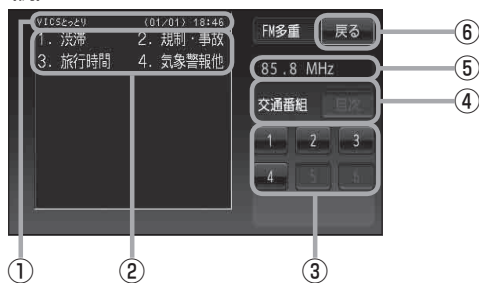 VICSとっとり (01/01) 18:46
1. 渋滞 2. 規制・事故
3. 旅行時間 4. 気象警報他
FM多重 戻る
85.8 MHz
交通番組 目次
1 2 3
4 5 6
① ② ③ ④ ⑤ ⑥